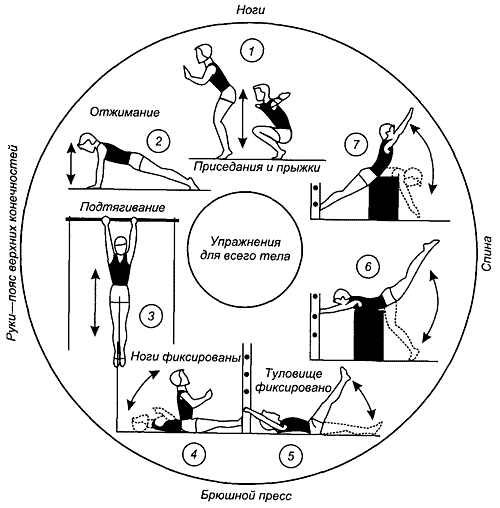 Ноги
1
Отжимание
2
Приседания и прыжки
7
Руки—пояс верхних конечностей
Подтягивание
Упражнения
для всего тела
Спина
6
3
Ноги фиксированы
Туловище
фиксировано
4
5
Брюшной пресс